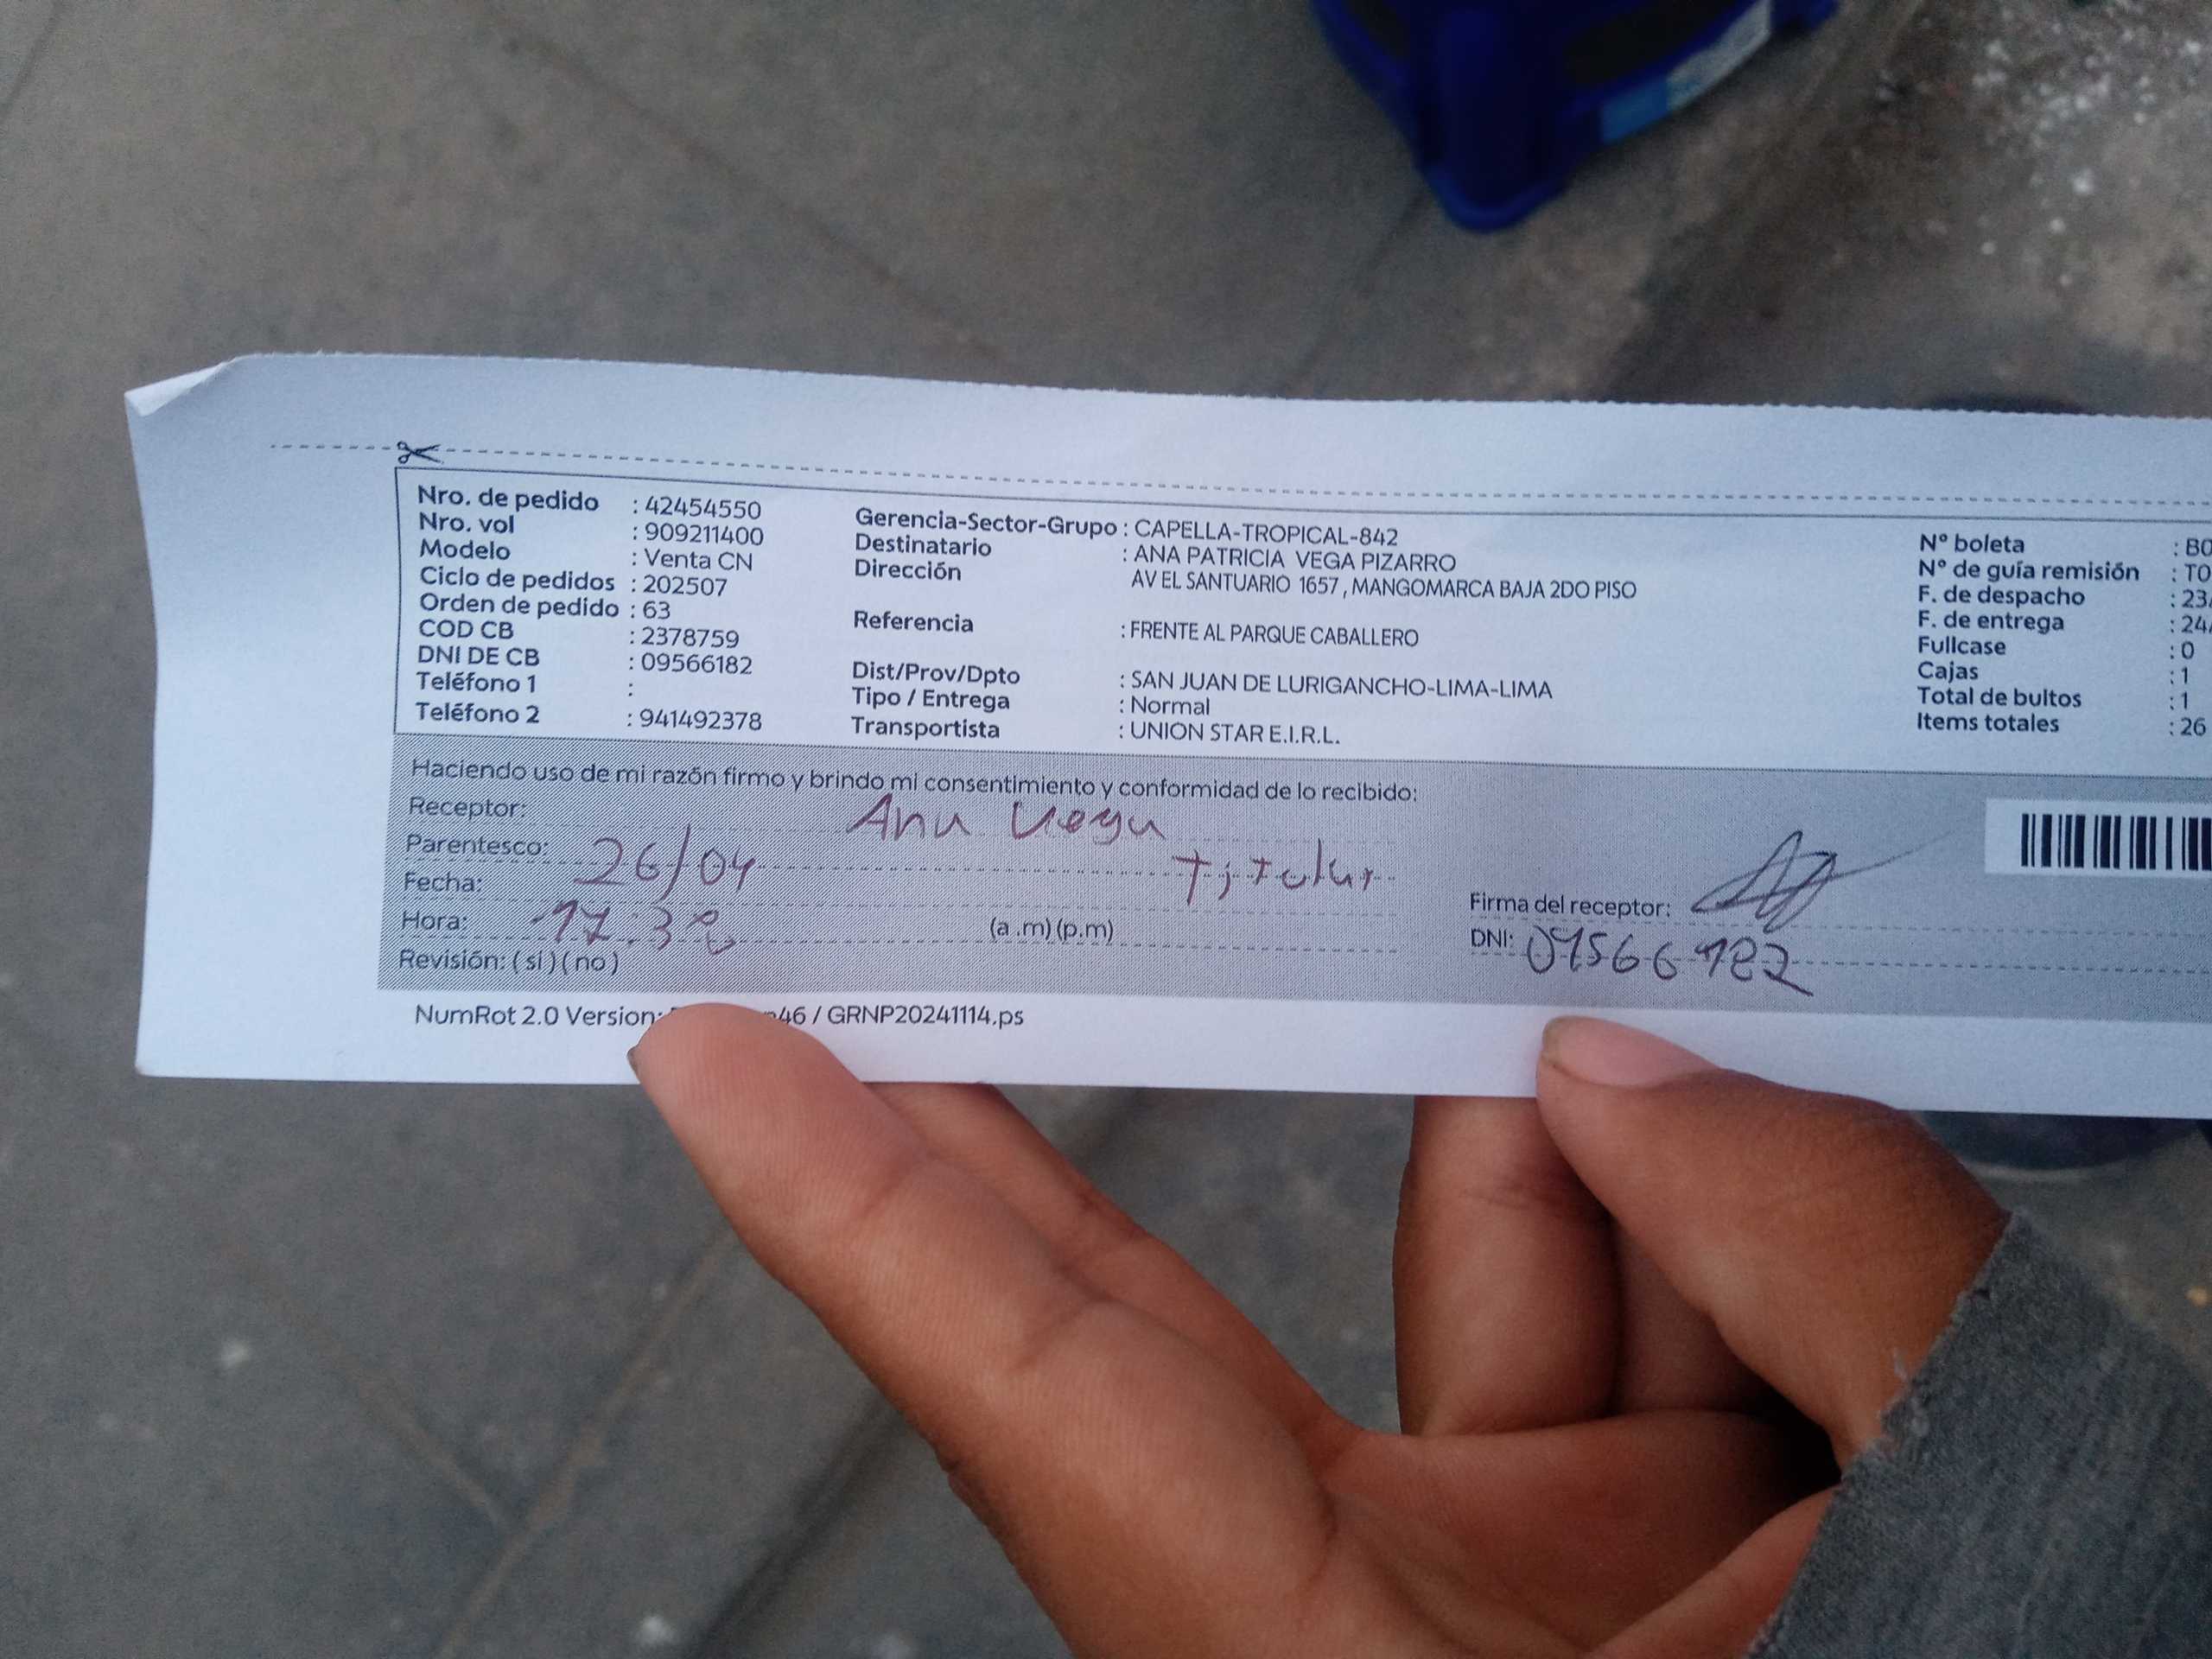 Nro. de pedido : 42454550
Nro. vol : 909211400
Modelo : Venta CN
Ciclo de pedidos : 202507
Orden de pedido : 63
COD CB : 2378759
DNI DE CB : 09566182
Teléfono 1 :
Teléfono 2 : 941492378
Gerencia-Sector-Grupo : CAPELLA-TROPICAL-842
Destinatario : ANA PATRICIA VEGA PIZARRO
Dirección AV EL SANTUARIO 1657 , MANGOMARCA BAJA 2DO PISO
Referencia : FRENTE AL PARQUE CABALLERO
Dist/Prov/Dpto : SAN JUAN DE LURIGANCHO-LIMA-LIMA
Tipo / Entrega : Normal
Transportista : UNION STAR E.I.R.L.
N° boleta : B0
N° de guía remisión : T0
F. de despacho : 23/
F. de entrega : 24/
Fullcase : 0
Cajas : 1
Total de bultos : 1
Items totales : 26
Haciendo uso de mi razón firmo y brindo mi consentimiento y conformidad de lo recibido:
Receptor: Ana Vega
Parentesco: Titular
Fecha: 26/04
Hora: (a .m) (p.m)
Revisión: ( sí ) ( no )
Firma del receptor:
DNI: 09566182
NumRot 2.0 Version: 46 / GRNP20241114.ps